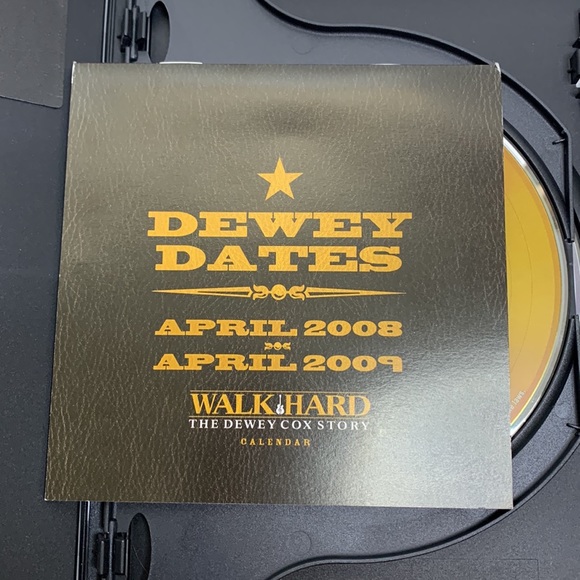 DEWEY
DATES
APRIL 2008
APRIL 2009
WALK HARD
THE DEWEY COX STORY
CALENDAR